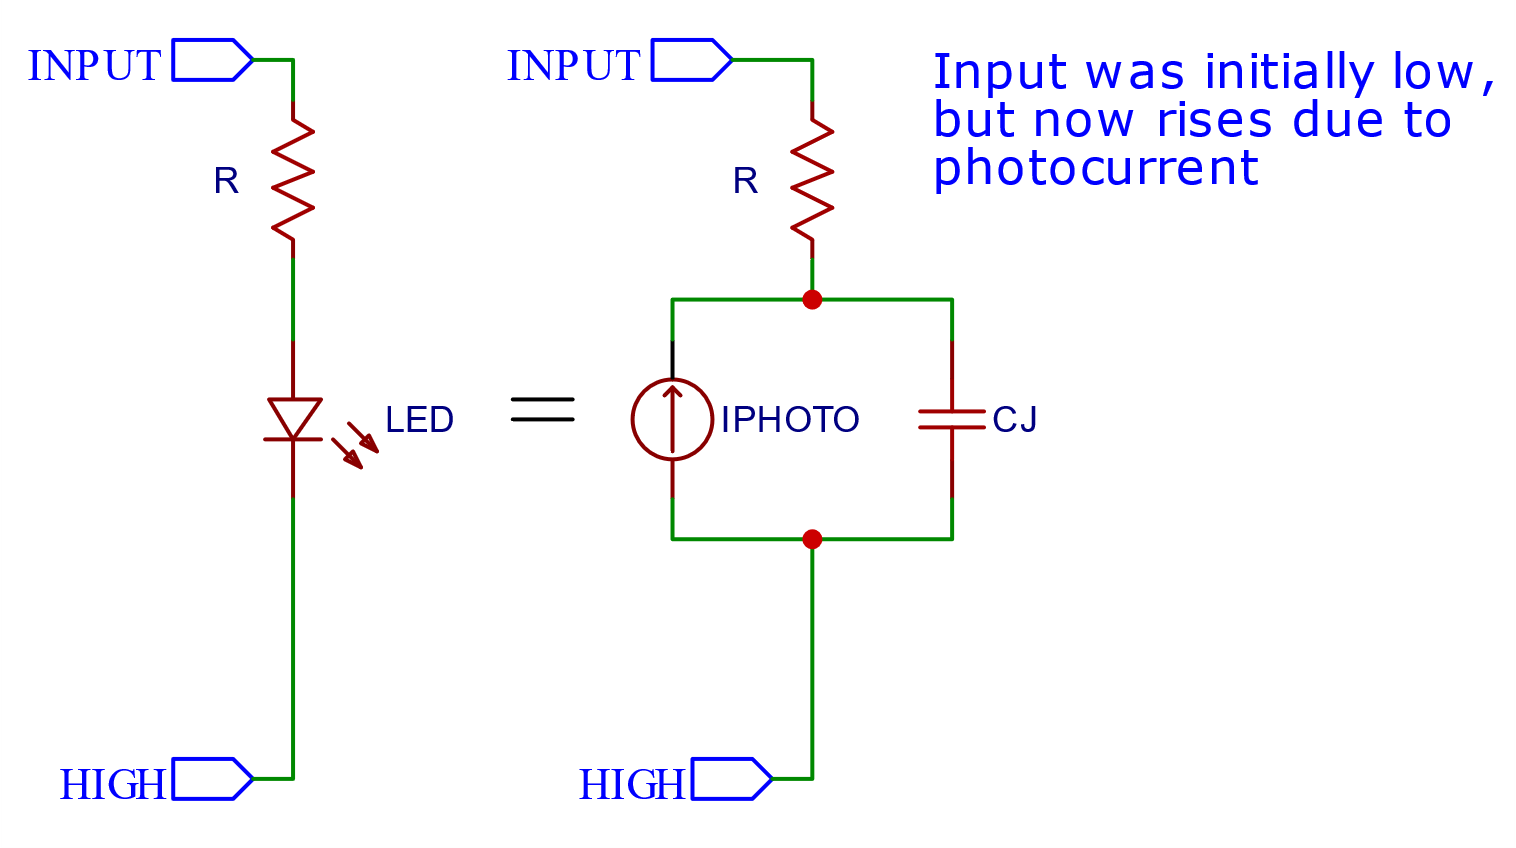 INPUT
INPUT
Input was initially low,
but now rises due to
photocurrent
R
R
LED
IPHOTO
CJ
HIGH
HIGH